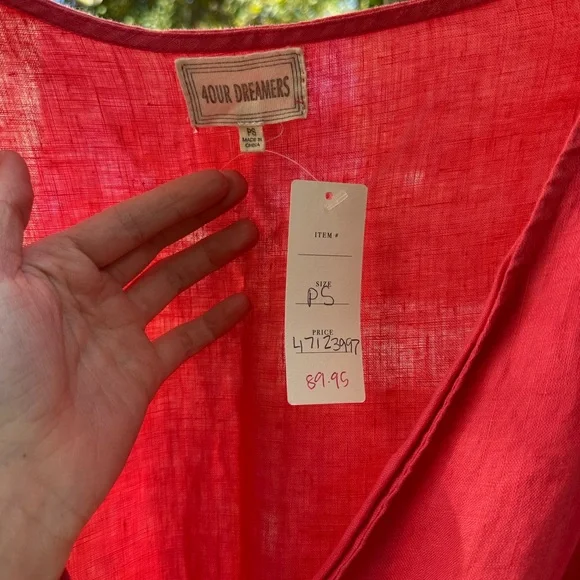 4OUR DREAMERS
PS
MADE IN
CHINA
ITEM #
SIZE
PS
PRICE
47123997
89.95